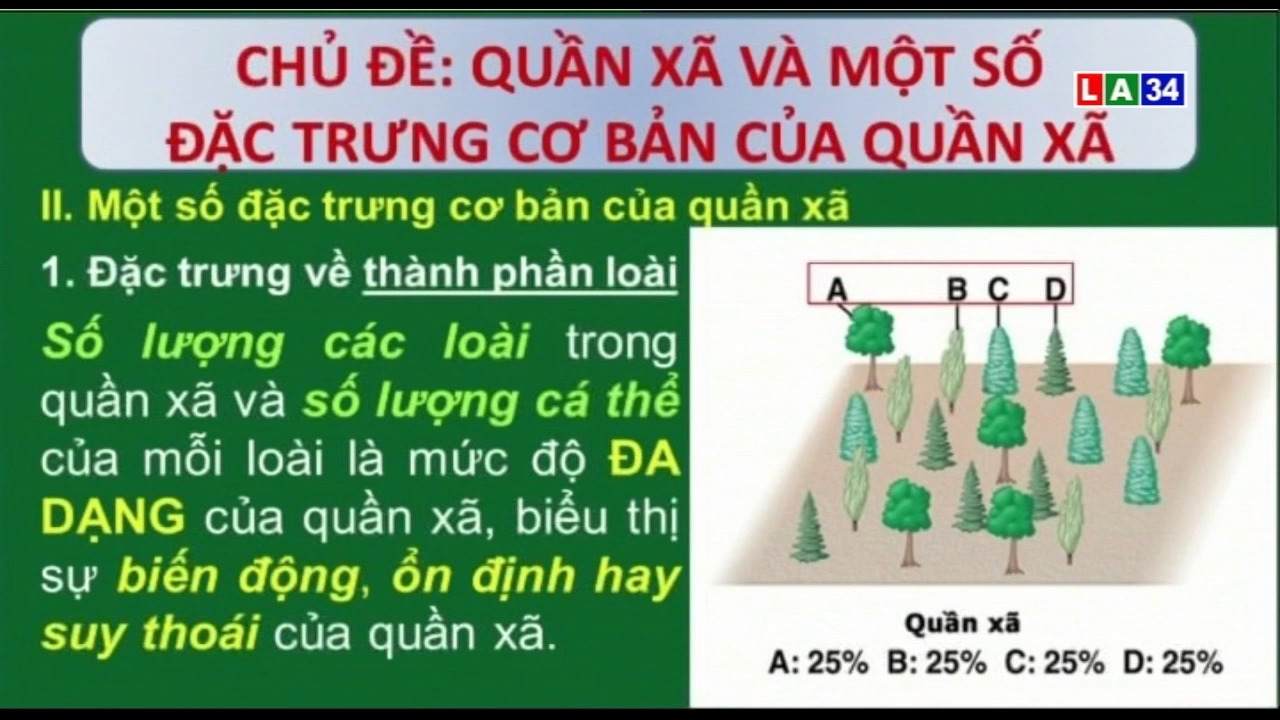 CHỦ ĐỀ: QUẦN XÃ VÀ MỘT SỐ
ĐẶC TRƯNG CƠ BẢN CỦA QUẦN XÃ
LA34
II. Một số đặc trưng cơ bản của quần xã
1. Đặc trưng về thành phần loài
Số lượng các loài trong
quần xã và số lượng cá thể
của mỗi loài là mức độ ĐA
DẠNG của quần xã, biểu thị
sự biến động, ổn định hay
suy thoái của quần xã.
A B C D
Quần xã
A: 25% B: 25% C: 25% D: 25%